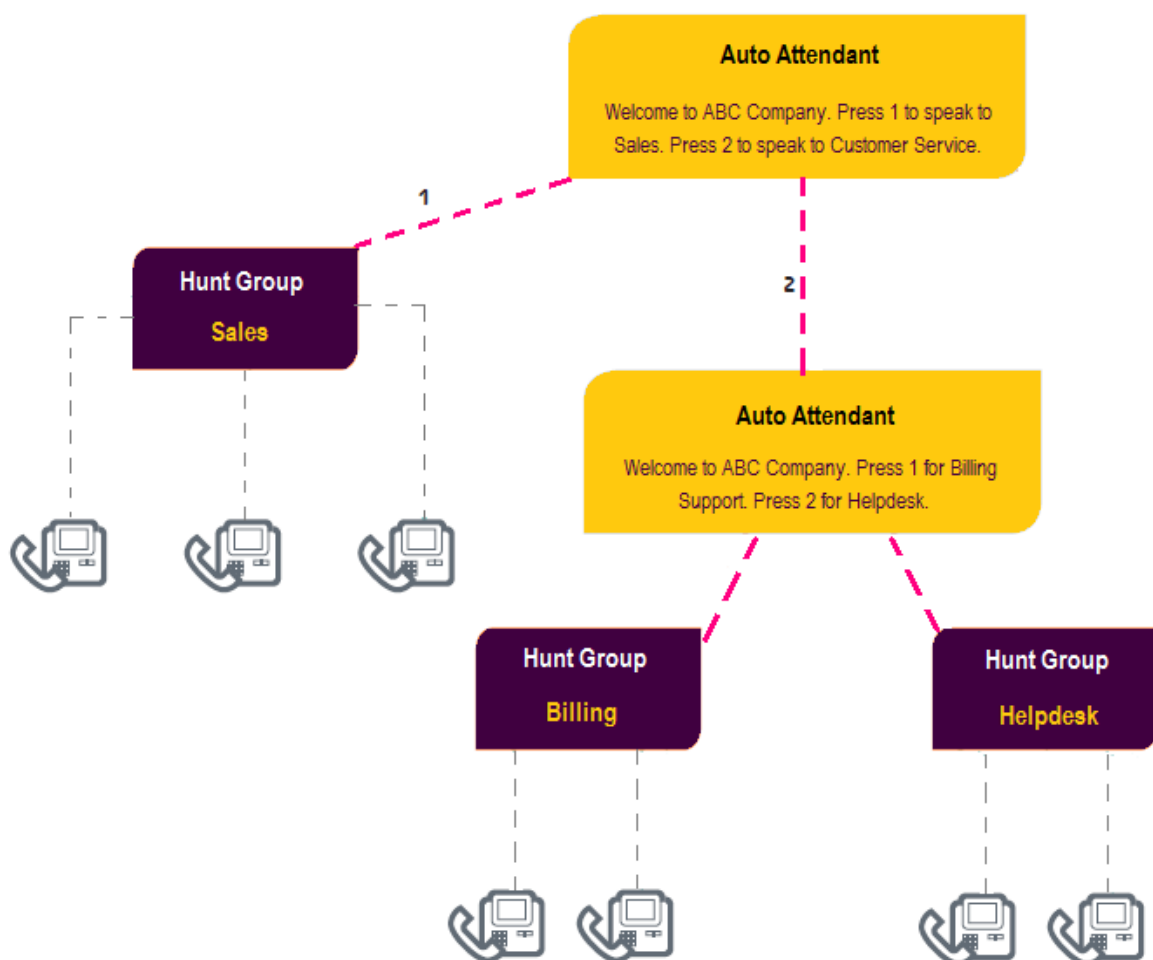 Auto Attendant
Welcome to ABC Company. Press 1 to speak to
Sales. Press 2 to speak to Customer Service.
1
Hunt Group
Sales
2
Auto Attendant
Welcome to ABC Company. Press 1 for Billing
Support. Press 2 for Helpdesk.
Hunt Group
Billing
Hunt Group
Helpdesk